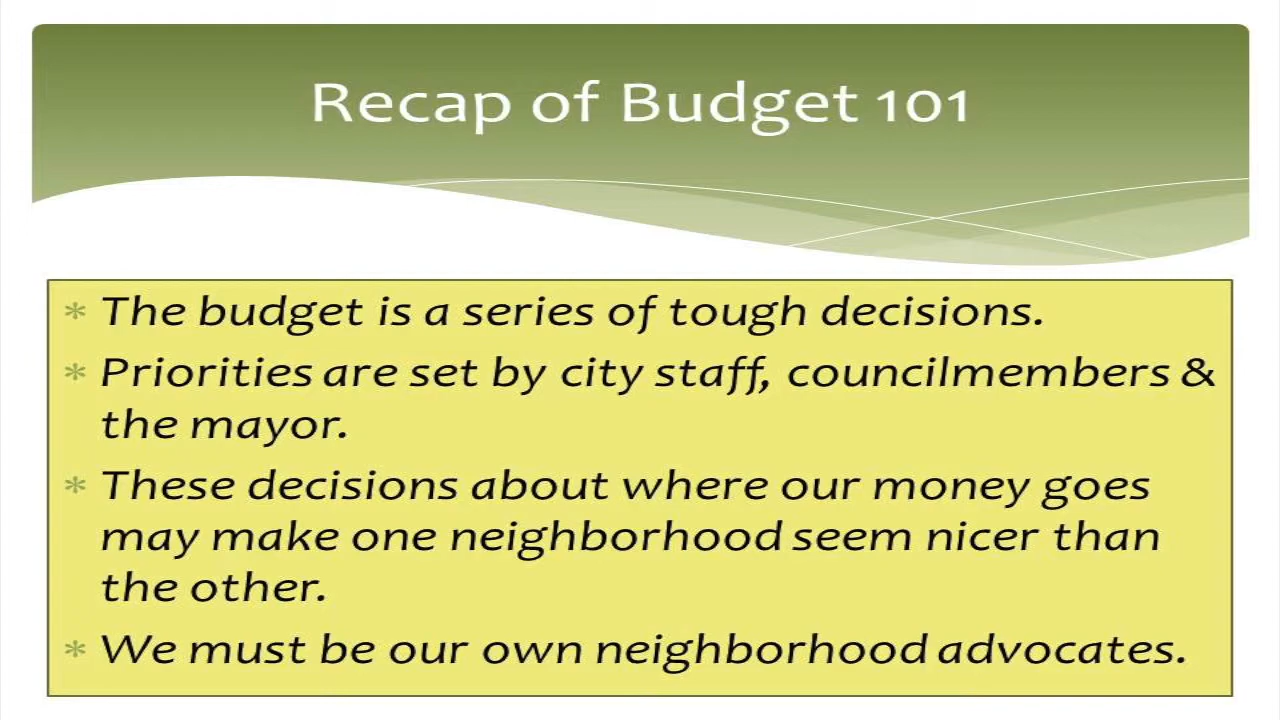 Recap of Budget 101
* The budget is a series of tough decisions.
* Priorities are set by city staff, councilmembers &
the mayor.
* These decisions about where our money goes
may make one neighborhood seem nicer than
the other.
* We must be our own neighborhood advocates.